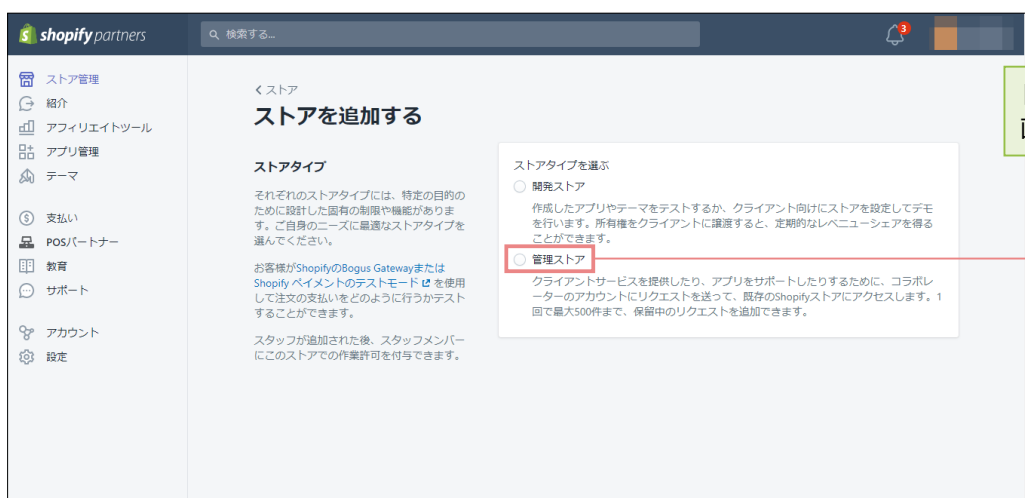 shopify partners
検索する...
3
ストア管理
紹介
アフィリエイトツール
アプリ管理
テーマ
支払い
POSパートナー
教育
サポート
アカウント
設定
ストア
ストアを追加する
ストアタイプ
それぞれのストアタイプには、特定の目的の
ために設計した固有の制限や機能がありま
す。ご自身のニーズに最適なストアタイプを
選んでください。
お客様がShopifyのBogus Gatewayまたは
Shopify ペイメントのテストモード を使用
して注文の支払いをどのように行うかテスト
することができます。
スタッフが追加された後、スタッフメンバー
にこのストアでの作業許可を付与できます。
ストアタイプを選ぶ
開発ストア
作成したアプリやテーマをテストするか、クライアント向けにストアを設定してデモ
を行います。所有権をクライアントに譲渡すると、定期的なレベニューシェアを得る
ことができます。
管理ストア
クライアントサービスを提供したり、アプリをサポートしたりするために、コラボレ
ーターのアカウントにリクエストを送って、既存のShopifyストアにアクセスします。1
回で最大500件まで、保留中のリクエストを追加できます。